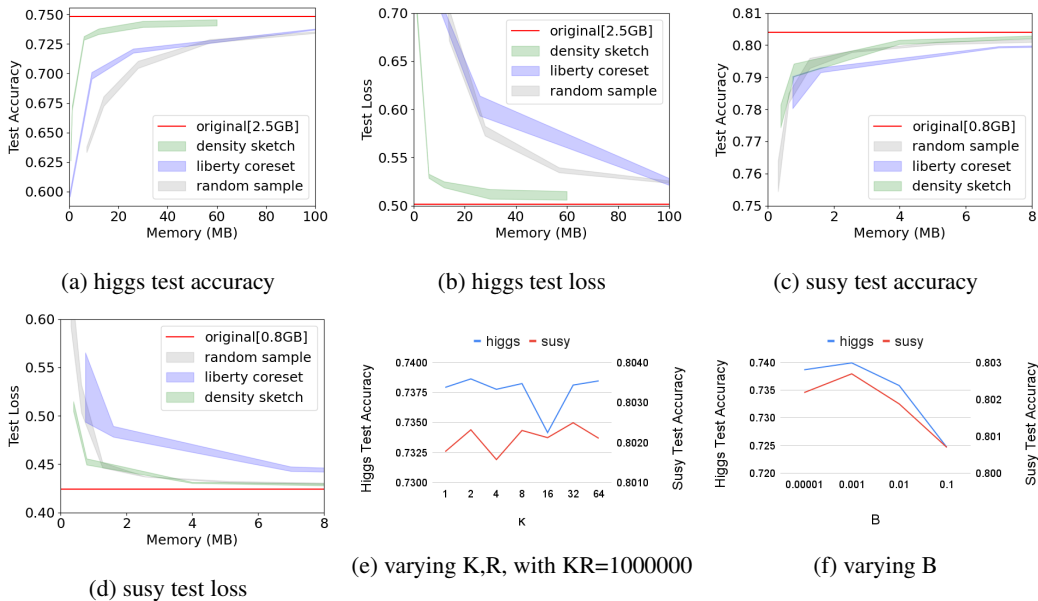 0.750
0.725
0.700
0.675
0.650
0.625
0.600
Test Accuracy
original[2.5GB]
density sketch
liberty coreset
random sample
0 20 40 60 80 100
Memory (MB)
(a) higgs test accuracy
0.70
0.65
0.60
0.55
0.50
Test Loss
original[2.5GB]
density sketch
liberty coreset
random sample
0 20 40 60 80 100
Memory (MB)
(b) higgs test loss
0.81
0.80
0.79
0.78
0.77
0.76
0.75
Test Accuracy
original[0.8GB]
random sample
liberty coreset
density sketch
0 2 4 6 8
Memory (MB)
(c) susy test accuracy
0.60
0.55
0.50
0.45
0.40
Test Loss
original[0.8GB]
random sample
liberty coreset
density sketch
0 2 4 6 8
Memory (MB)
(d) susy test loss
higgs susy
0.7400
0.7375
0.7350
0.7325
0.7300
Higgs Test Accuracy
0.8040
0.8030
0.8020
0.8010
Susy Test Accuracy
1 2 4 8 16 32 64
K
(e) varying K,R, with KR=1000000
higgs susy
0.740
0.735
0.730
0.725
0.720
Higgs Test Accuracy
0.803
0.802
0.801
0.800
Susy Test Accuracy
0.00001 0.001 0.01 0.1
B
(f) varying B